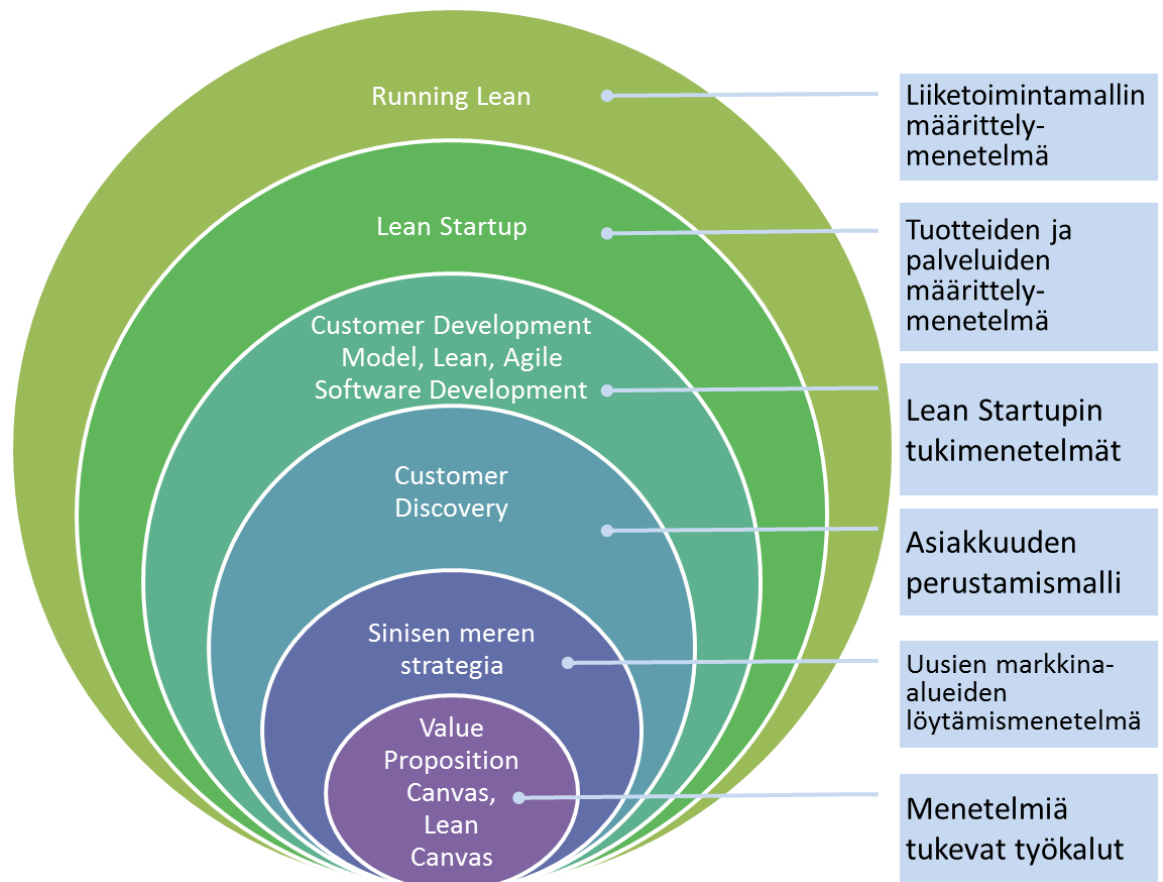 Running Lean
Liiketoimintamallin
määrittely-
menetelmä
Lean Startup
Tuotteiden ja
palveluiden
määrittely-
menetelmä
Customer Development
Model, Lean, Agile
Software Development
Lean Startupin
tukimenetelmät
Customer
Discovery
Asiakkuuden
perustamismalli
Sinisen meren
strategia
Uusien markkina-
alueiden
löytämismenetelmä
Value
Proposition
Canvas,
Lean
Canvas
Menetelmiä
tukevat työkalut